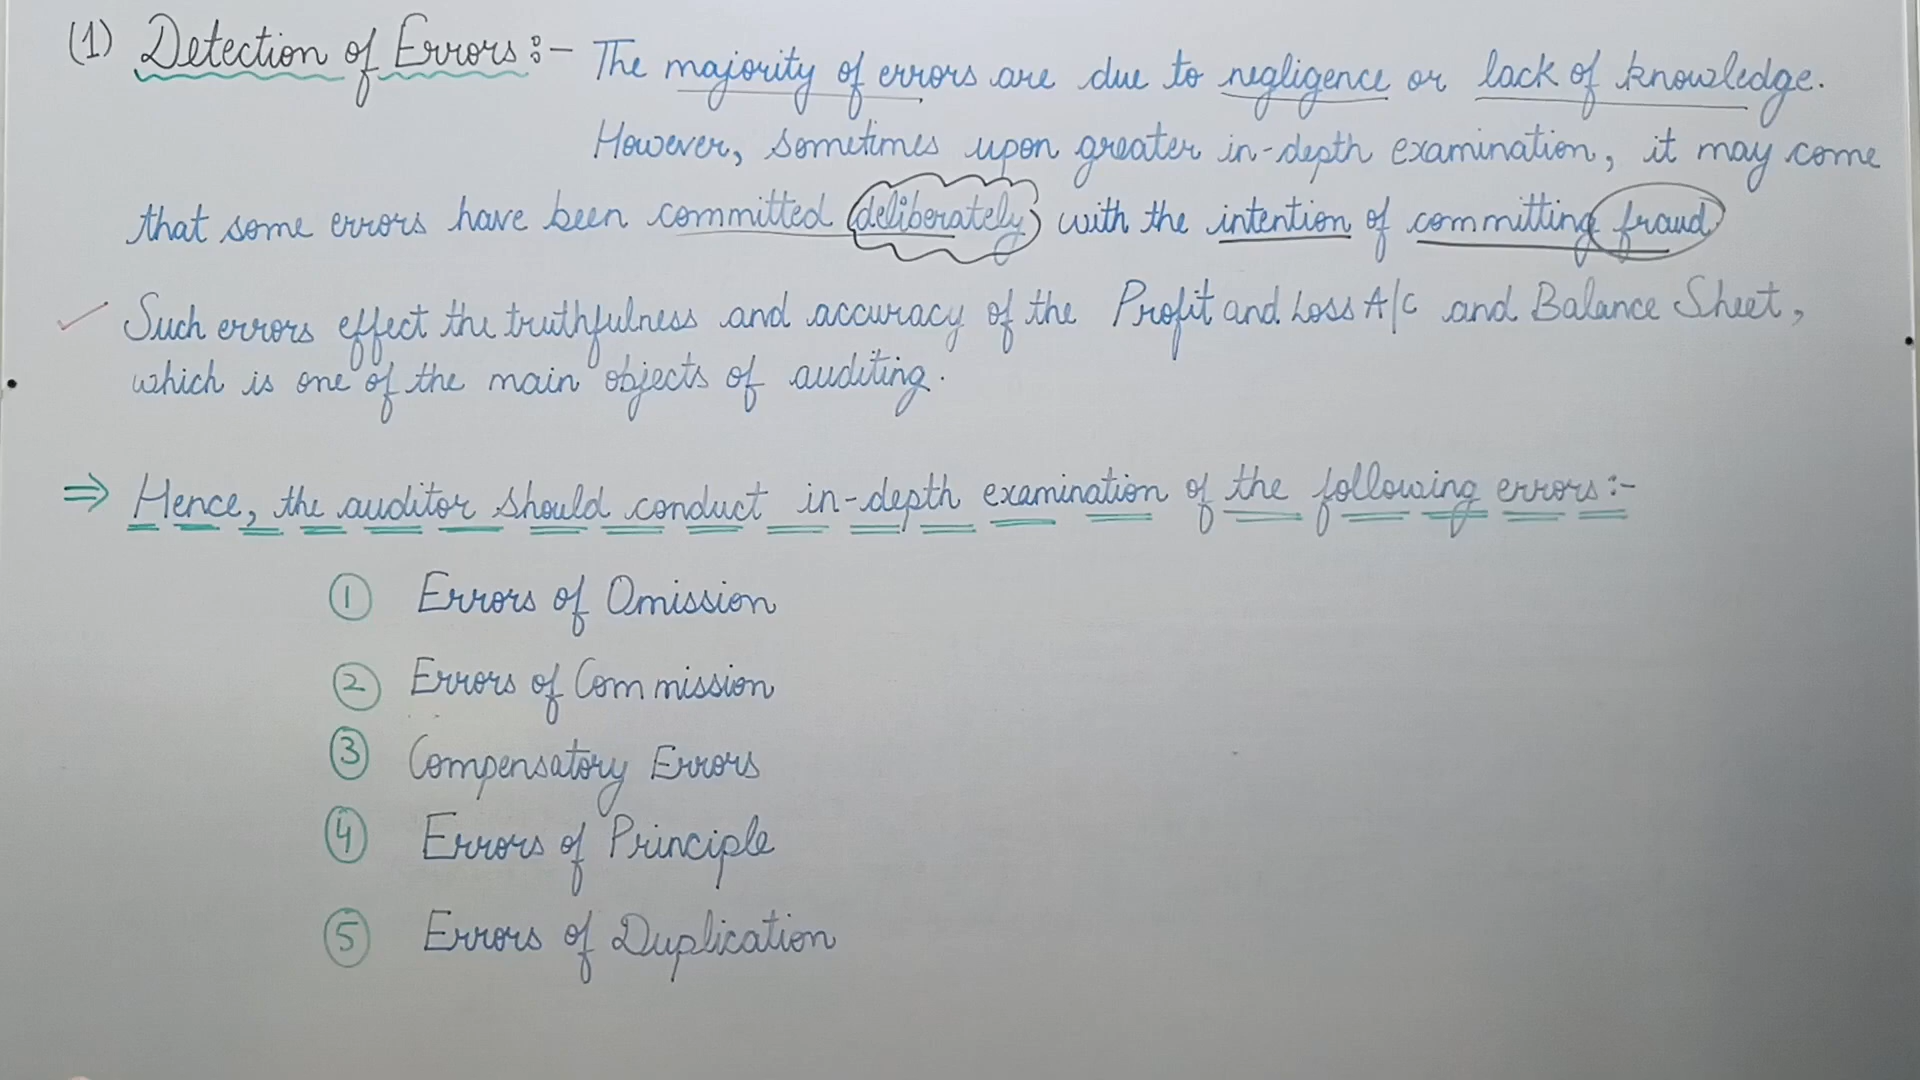 (1) Detection of Errors :- The majority of errors are due to negligence or lack of knowledge.
However, sometimes upon greater in-depth examination, it may come
that some errors have been committed deliberately with the intention of committing fraud
Such errors effect the truthfulness and accuracy of the Profit and Loss A/C and Balance Sheet,
which is one of the main objects of auditing.
⇒ Hence, the auditor should conduct in-depth examination of the following errors:-
① Errors of Omission
② Errors of Commission
③ Compensatory Errors
④ Errors of Principle
⑤ Errors of Duplication